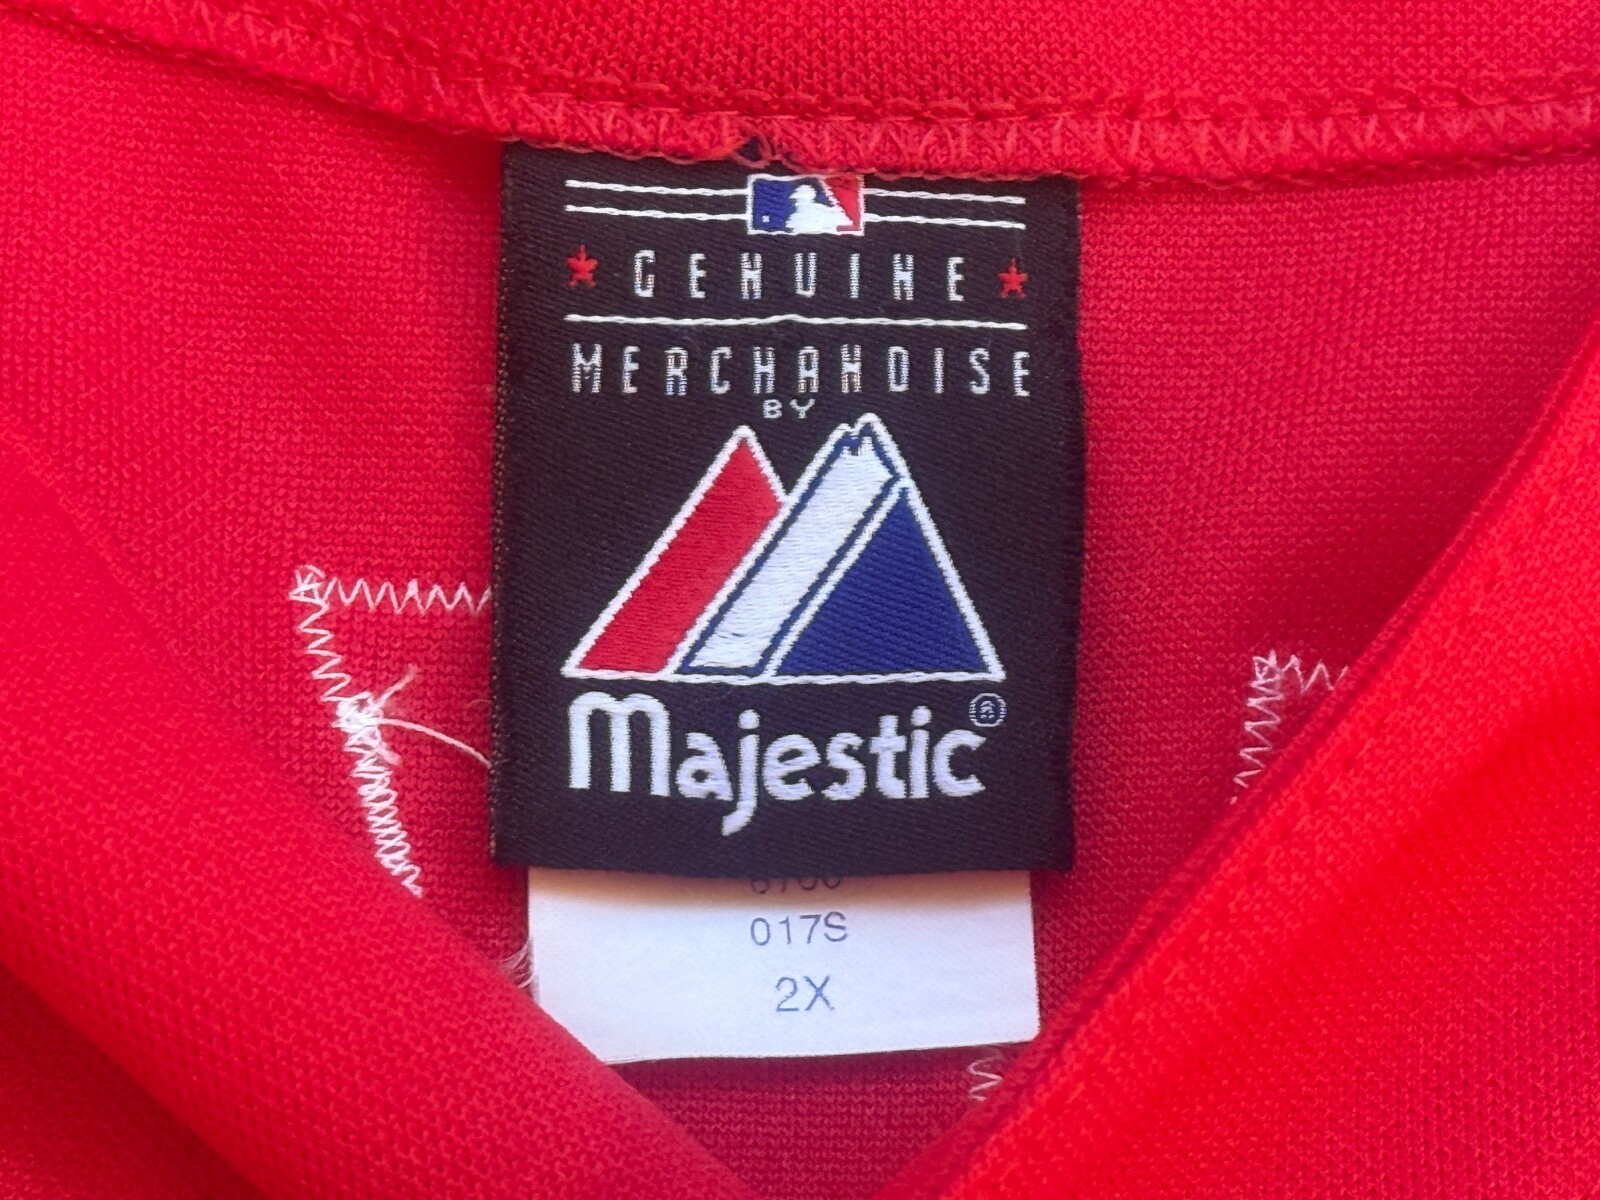 GENUINE
MERCHANDISE
BY
Majestic ®
017S
2X